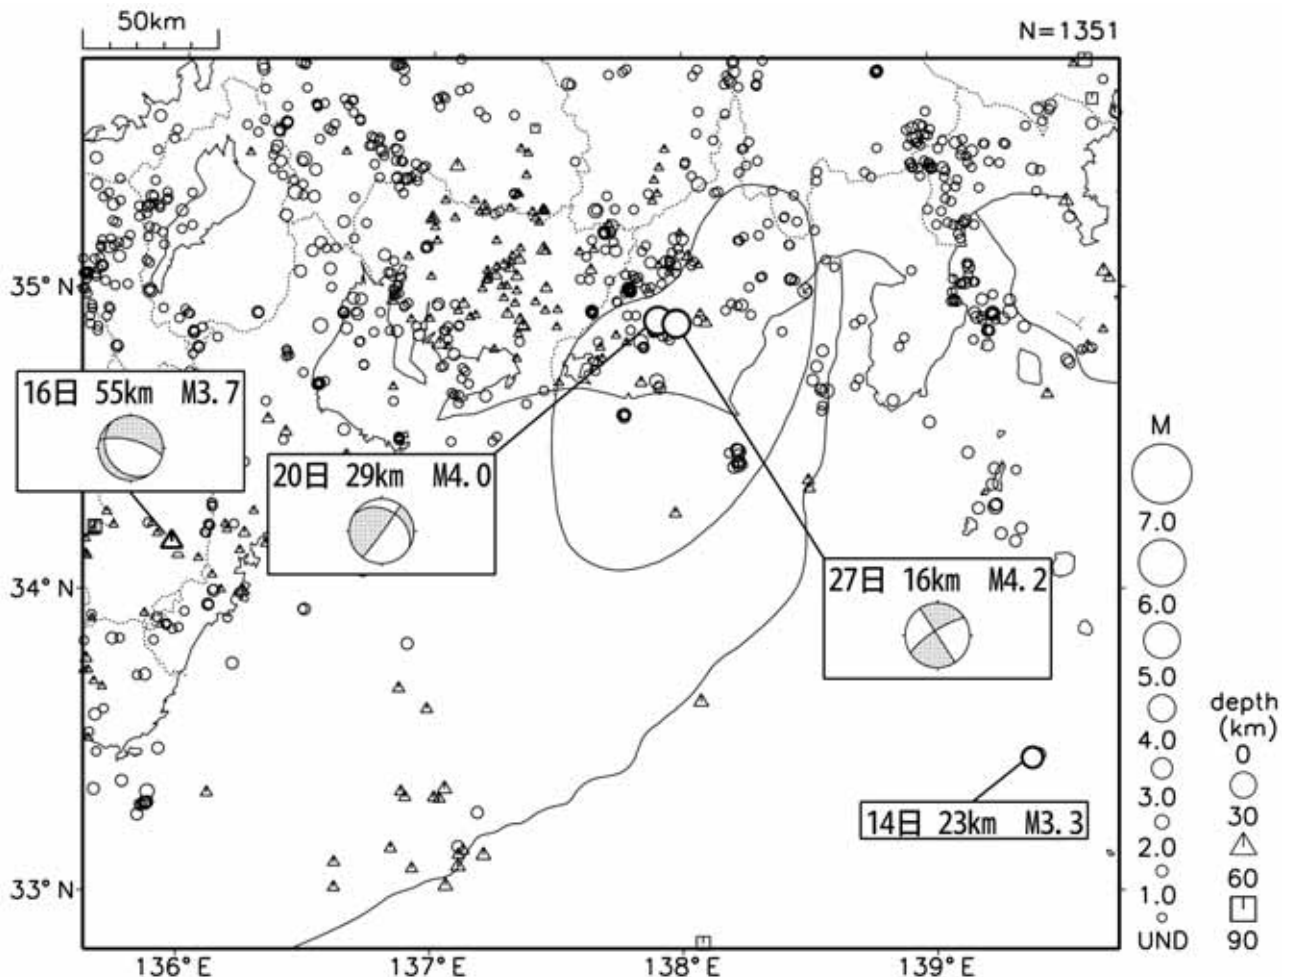 50km
N=1351
35°N
16日 55km M3.7
20日 29km M4.0
34°N
27日 16km M4.2
14日 23km M3.3
33°N
136°E
137°E
138°E
139°E
M
7.0
6.0
5.0
4.0
3.0
2.0
1.0
UND
depth
(km)
0
30
60
90